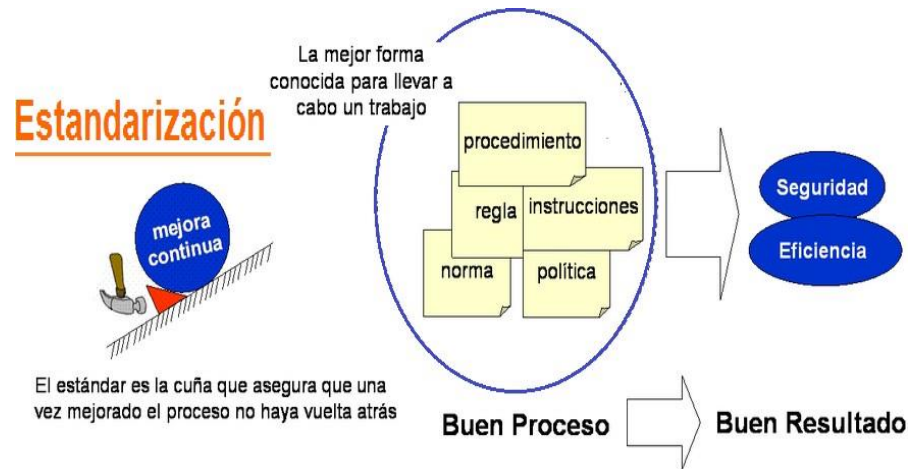 Estandarización
mejora
continua
El estándar es la cuña que asegura que una
vez mejorado el proceso no haya vuelta atrás
La mejor forma
conocida para llevar a
cabo un trabajo
procedimiento
regla
instrucciones
norma
política
Seguridad
Eficiencia
Buen Proceso
Buen Resultado